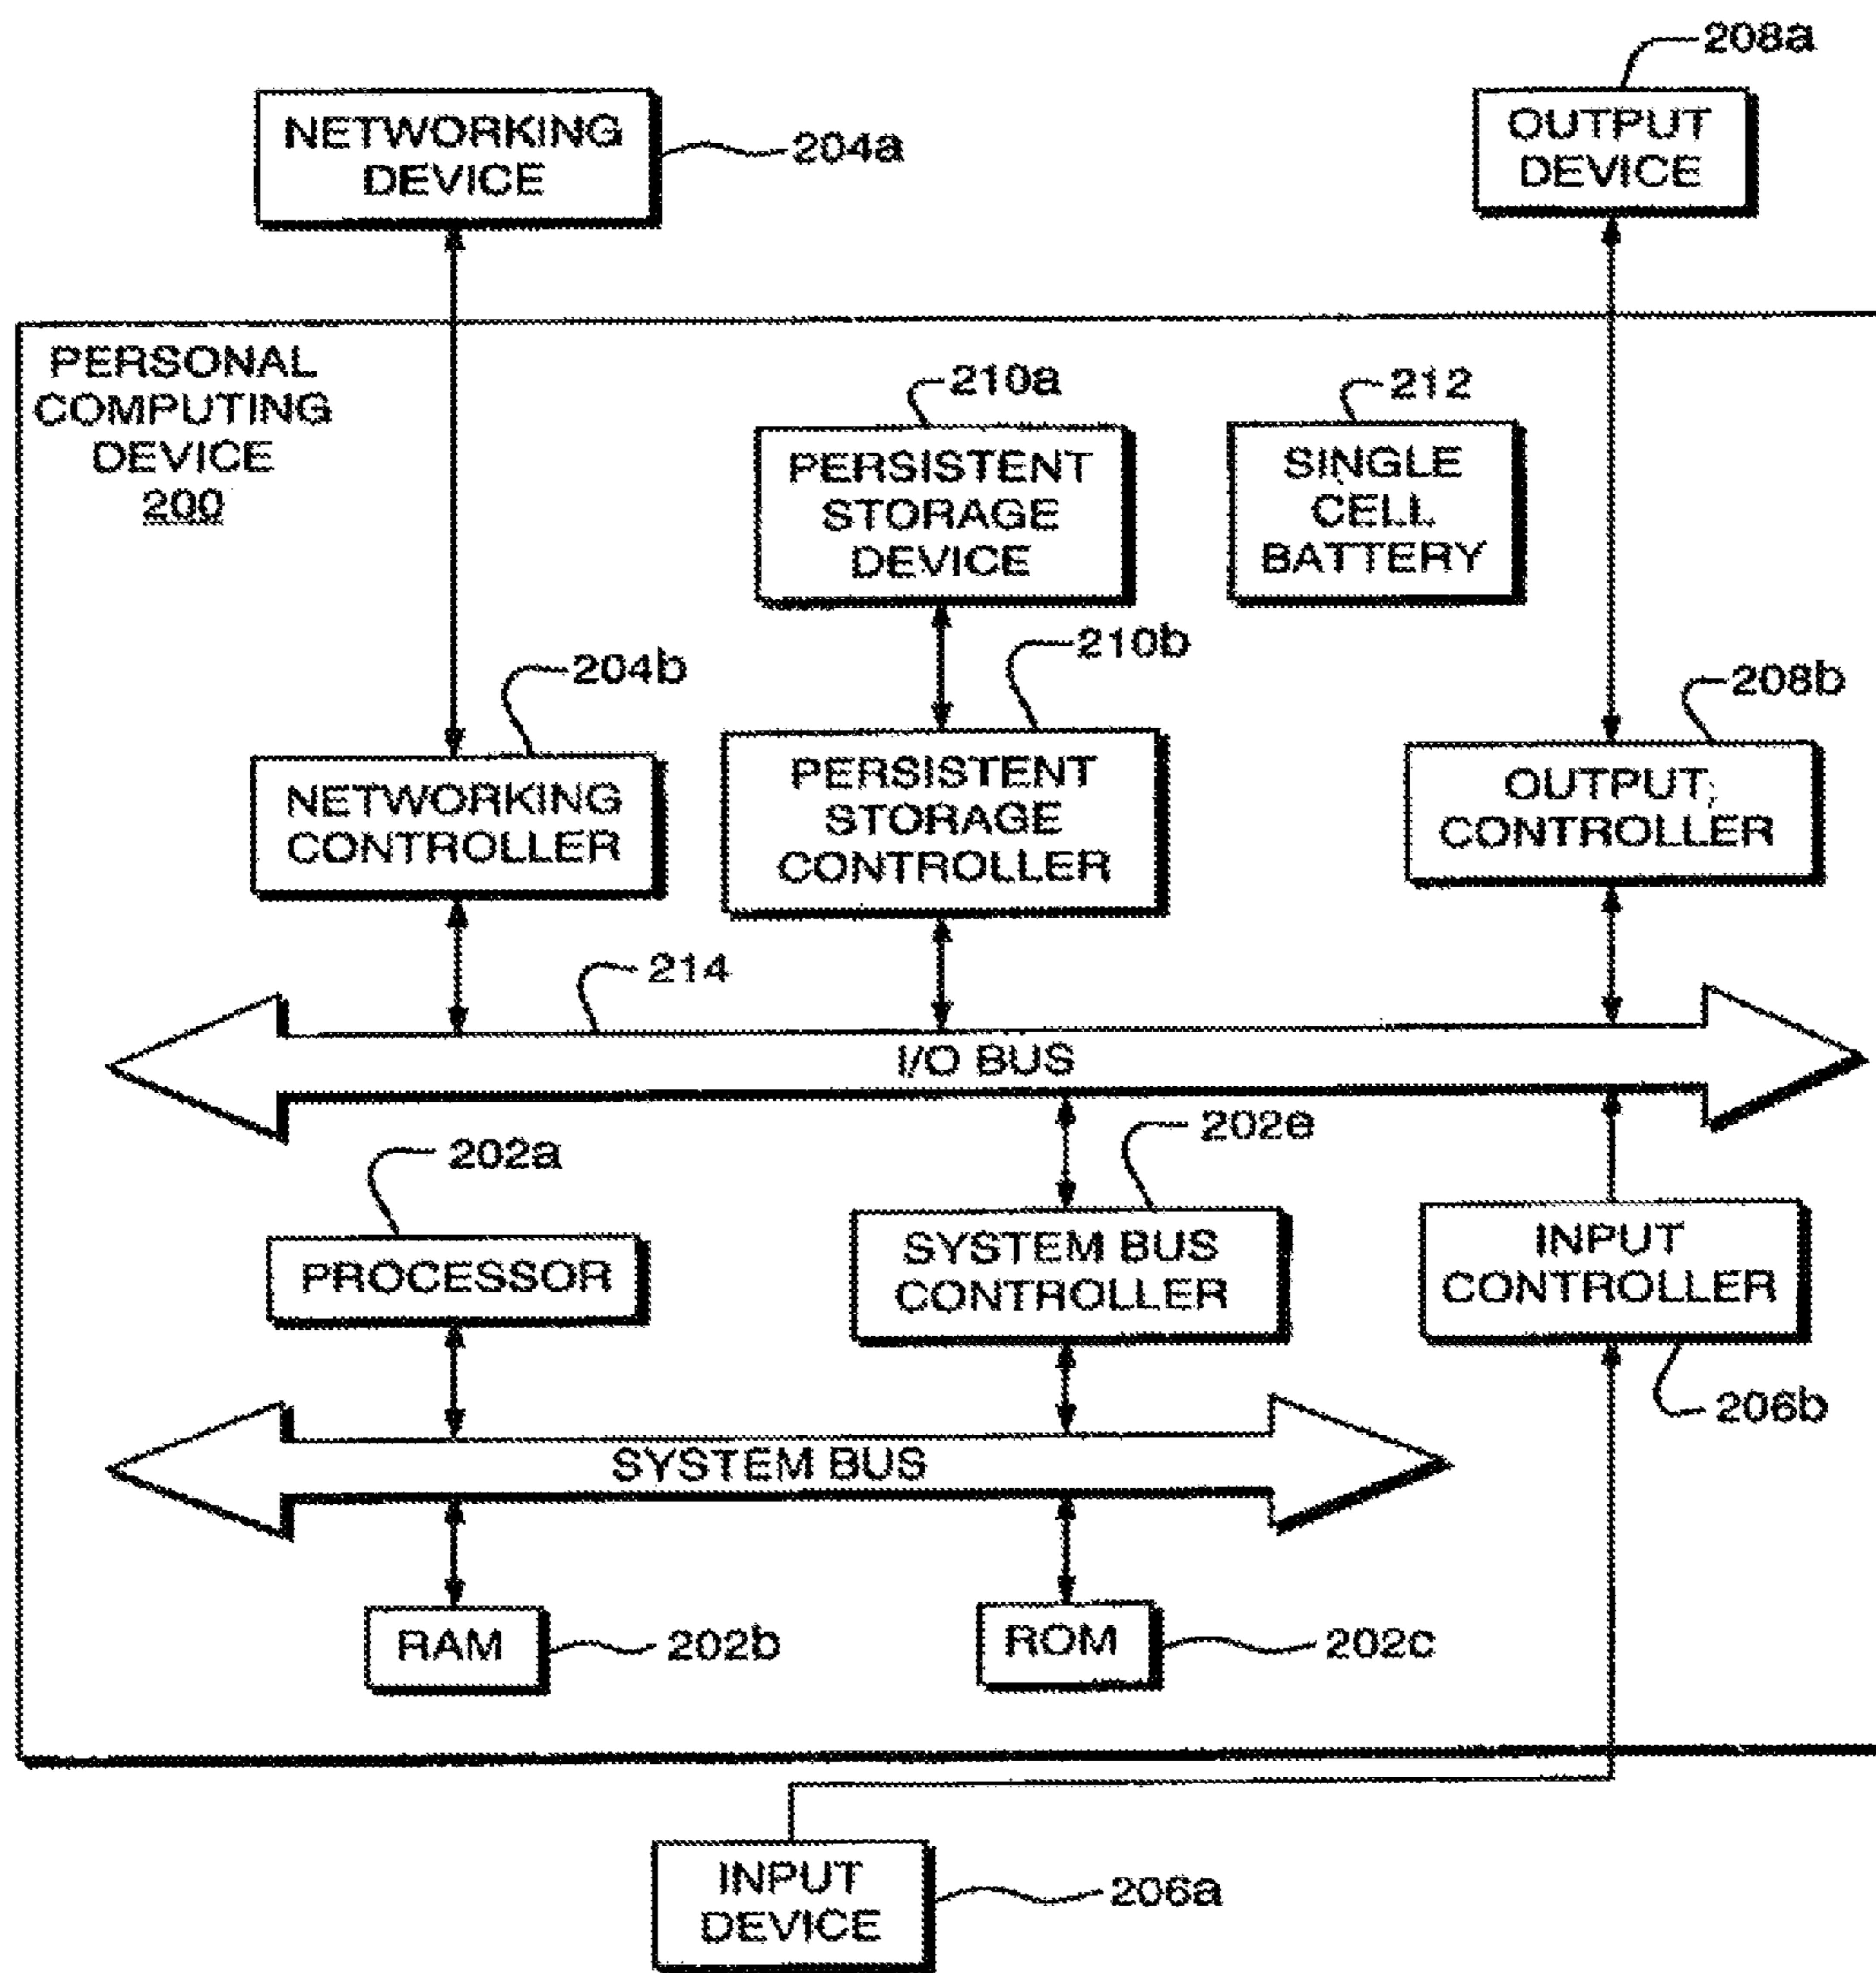 208a
NETWORKING
DEVICE
204a
OUTPUT
DEVICE
PERSONAL
COMPUTING
DEVICE
200
210a
PERSISTENT
STORAGE
DEVICE
212
SINGLE
CELL
BATTERY
204b
NETWORKING
CONTROLLER
210b
PERSISTENT
STORAGE
CONTROLLER
208b
OUTPUT
CONTROLLER
214
I/O BUS
202a
PROCESSOR
202e
SYSTEM BUS
CONTROLLER
INPUT
CONTROLLER
206b
SYSTEM BUS
RAM
202b
ROM
202c
INPUT
DEVICE
206a